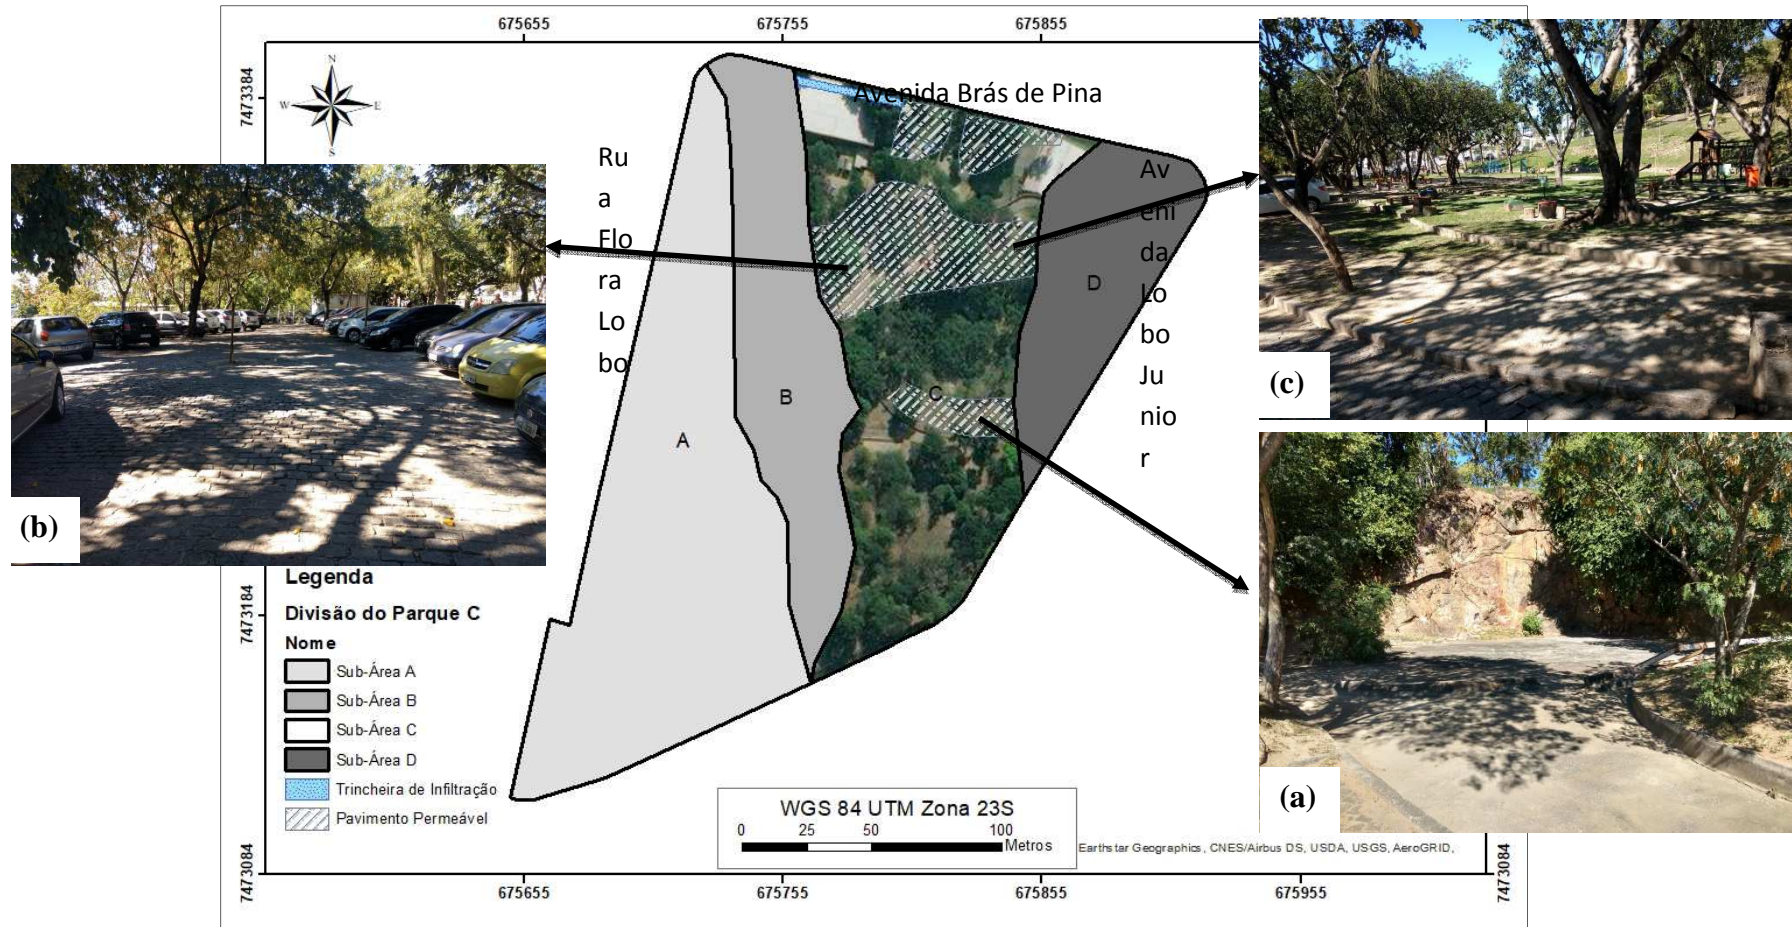 675655
675755
675855
7473384
N
W
E
S
Avenida Brás de Pina
Ru
a
Flo
ra
Lo
bo
Av
eni
da
Lo
bo
Ju
nio
r
A
B
C
D
(b)
(c)
(a)
Legenda
Divisão do Parque C
Nome
Sub-Área A
Sub-Área B
Sub-Área C
Sub-Área D
Trincheira de Infiltração
Pavimento Permeável
7473184
7473084
WGS 84 UTM Zona 23S
0 25 50 100
Metros
Earthstar Geographics, CNES/Airbus DS, USDA, USGS, AeroGRID,
7473084
675655
675755
675855
675955